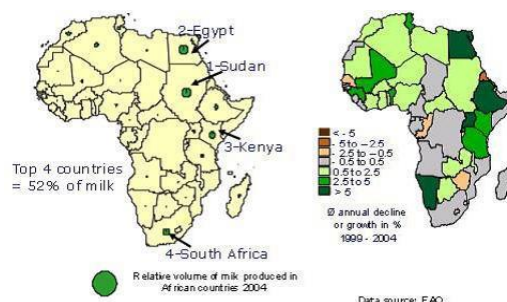 2-Egypt
1-Sudan
3-Kenya
Top 4 countries
= 52% of milk
4-South Africa
Relative volume of milk produced in
African countries 2004
< - 5
- 5 to – 2.5
- 2.5 to – 0.5
- 0.5 to 0.5
0.5 to 2.5
2.5 to 5
> 5
Ø annual decline
or growth in %
1999 - 2004
Data source: FAO